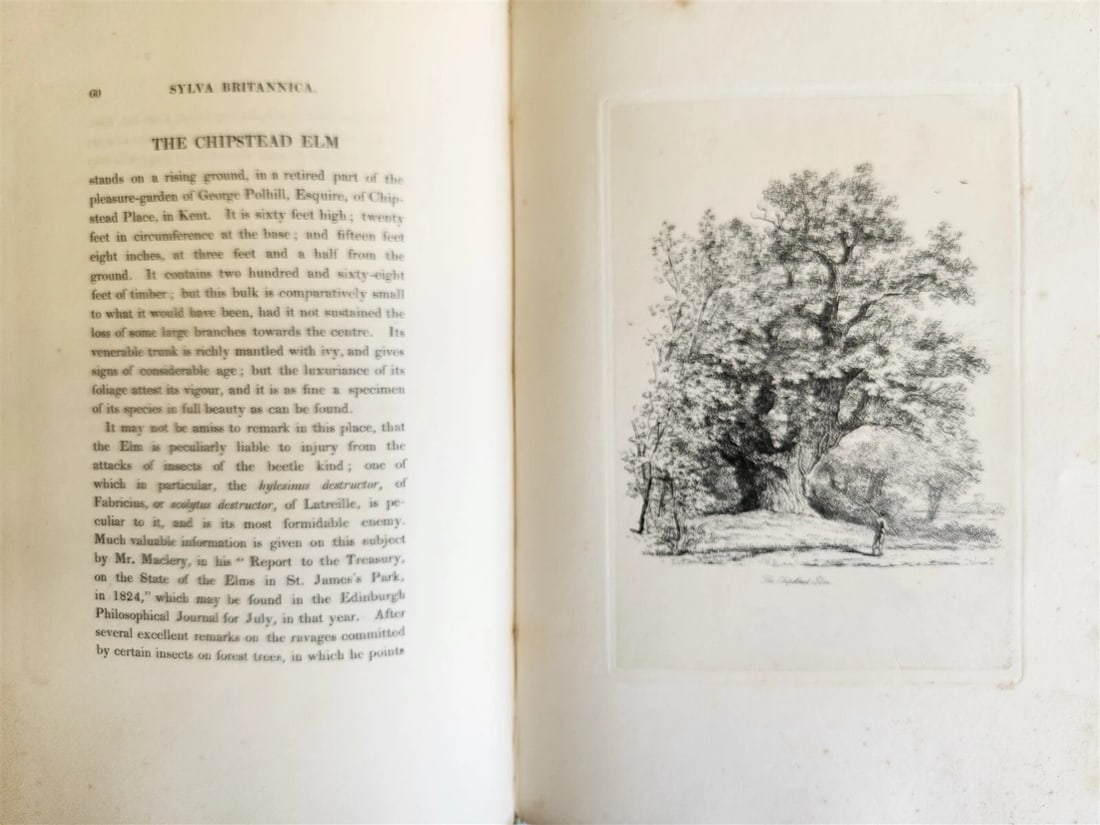 60
SYLVA BRITANNICA.
THE CHIPSTEAD ELM
stands on a rising ground, in a retired part of the
pleasure-garden of George Polhill, Esquire, of Chip-
stead Place, in Kent. It is sixty feet high; twenty
feet in circumference at the base; and fifteen feet
eight inches, at three feet and a half from the
ground. It contains two hundred and sixty-eight
feet of timber; but this bulk is comparatively small
to what it would have been, had it not sustained the
loss of some large branches towards the centre. Its
venerable trunk is richly mantled with ivy, and gives
signs of considerable age; but the luxuriance of its
foliage attest its vigour, and it is as fine a specimen
of its species in full beauty as can be found.
It may not be amiss to remark in this place, that
the Elm is peculiarly liable to injury from the
attacks of insects of the beetle kind; one of
which in particular, the hylesinus destructor, of
Fabricius, or scolytus destructor, of Latreille, is pe-
culiar to it, and is its most formidable enemy.
Much valuable information is given on this subject
by Mr. Maclery, in his “ Report to the Treasury,
on the State of the Elms in St. James's Park,
in 1824,” which may be found in the Edinburgh
Philosophical Journal for July, in that year. After
several excellent remarks on the ravages committed
by certain insects on forest trees, in which he points
The Chipstead Elm